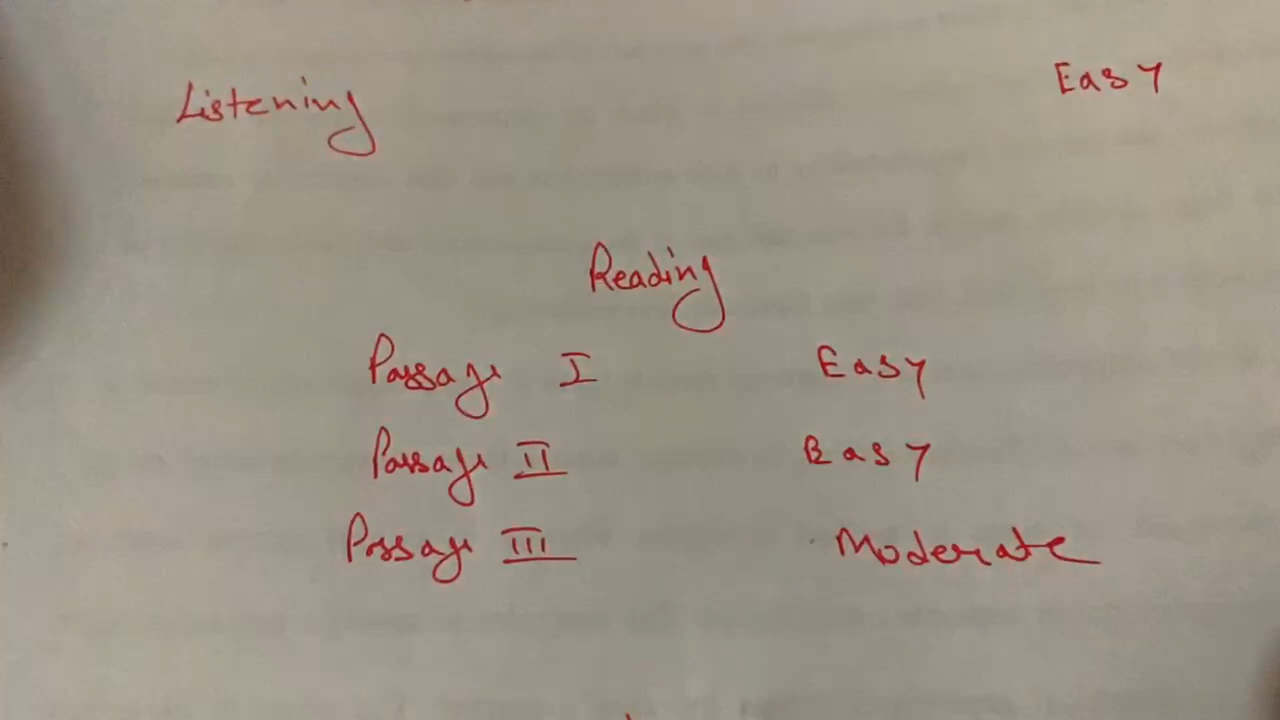 Listening Easy
Reading
Passage I Easy
Passage II Easy
Passage III Moderate